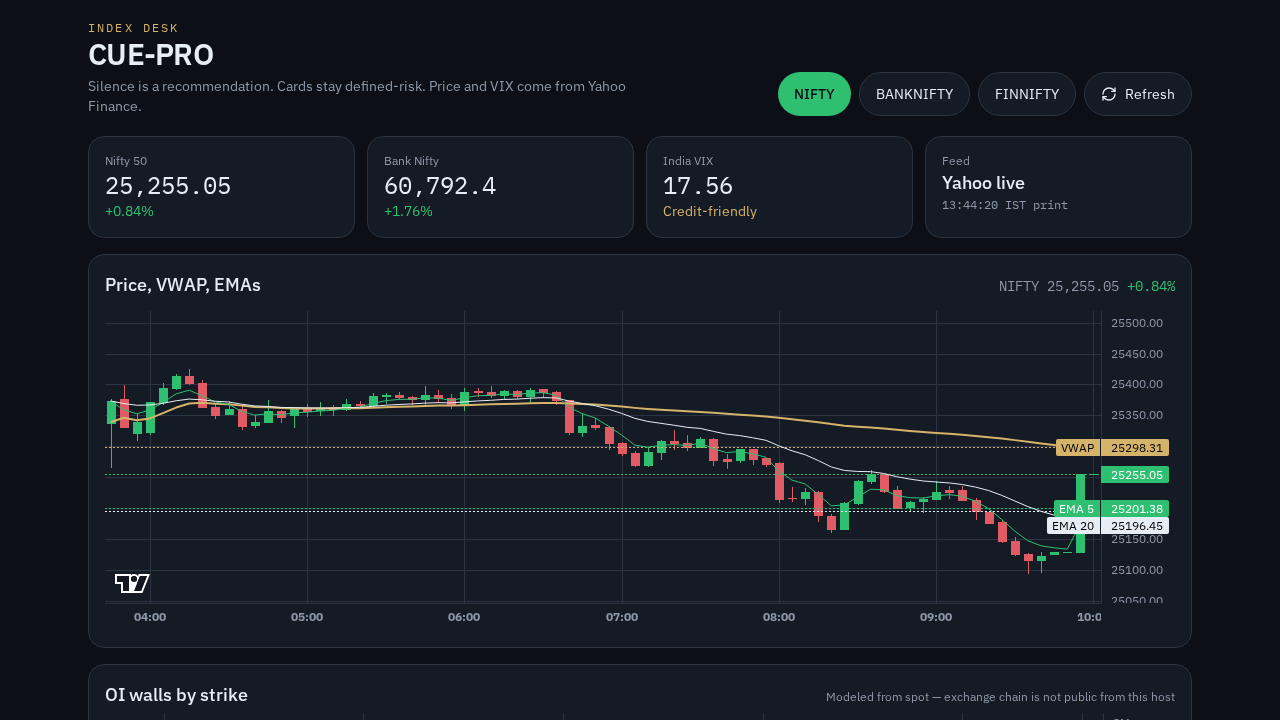 INDEX DESK
CUE-PRO
Silence is a recommendation. Cards stay defined-risk. Price and VIX come from Yahoo
Finance.
NIFTY
BANKNIFTY
FINNIFTY
Refresh
Nifty 50
25,255.05
+0.84%
Bank Nifty
60,792.4
+1.76%
India VIX
17.56
Credit-friendly
Feed
Yahoo live
13:44:20 IST print
Price, VWAP, EMAs
NIFTY 25,255.05 +0.84%
25500.00
25450.00
25400.00
25350.00
VWAP 25298.31
25255.05
EMA 5 25201.38
EMA 20 25196.45
25150.00
25100.00
25050.00
04:00
05:00
06:00
07:00
08:00
09:00
10:0
OI walls by strike
Modeled from spot — exchange chain is not public from this host